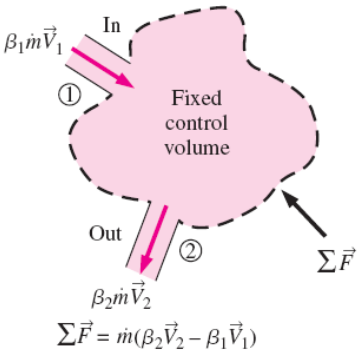 In
β₁ṁV⃗₁
①
Fixed
control
volume
Out
②
ΣF⃗
β₂ṁV⃗₂
ΣF⃗ = ṁ(β₂V⃗₂ – β₁V⃗₁)